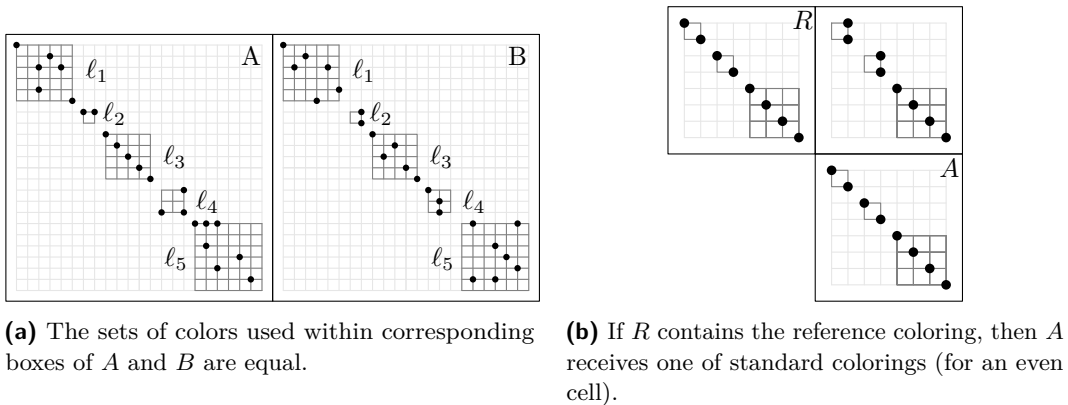 A
B
R
A
ℓ₁
ℓ₂
ℓ₃
ℓ₄
ℓ₅
ℓ₁
ℓ₂
ℓ₃
ℓ₄
ℓ₅
(a) The sets of colors used within corresponding
boxes of A and B are equal.
(b) If R contains the reference coloring, then A
receives one of standard colorings (for an even
cell).